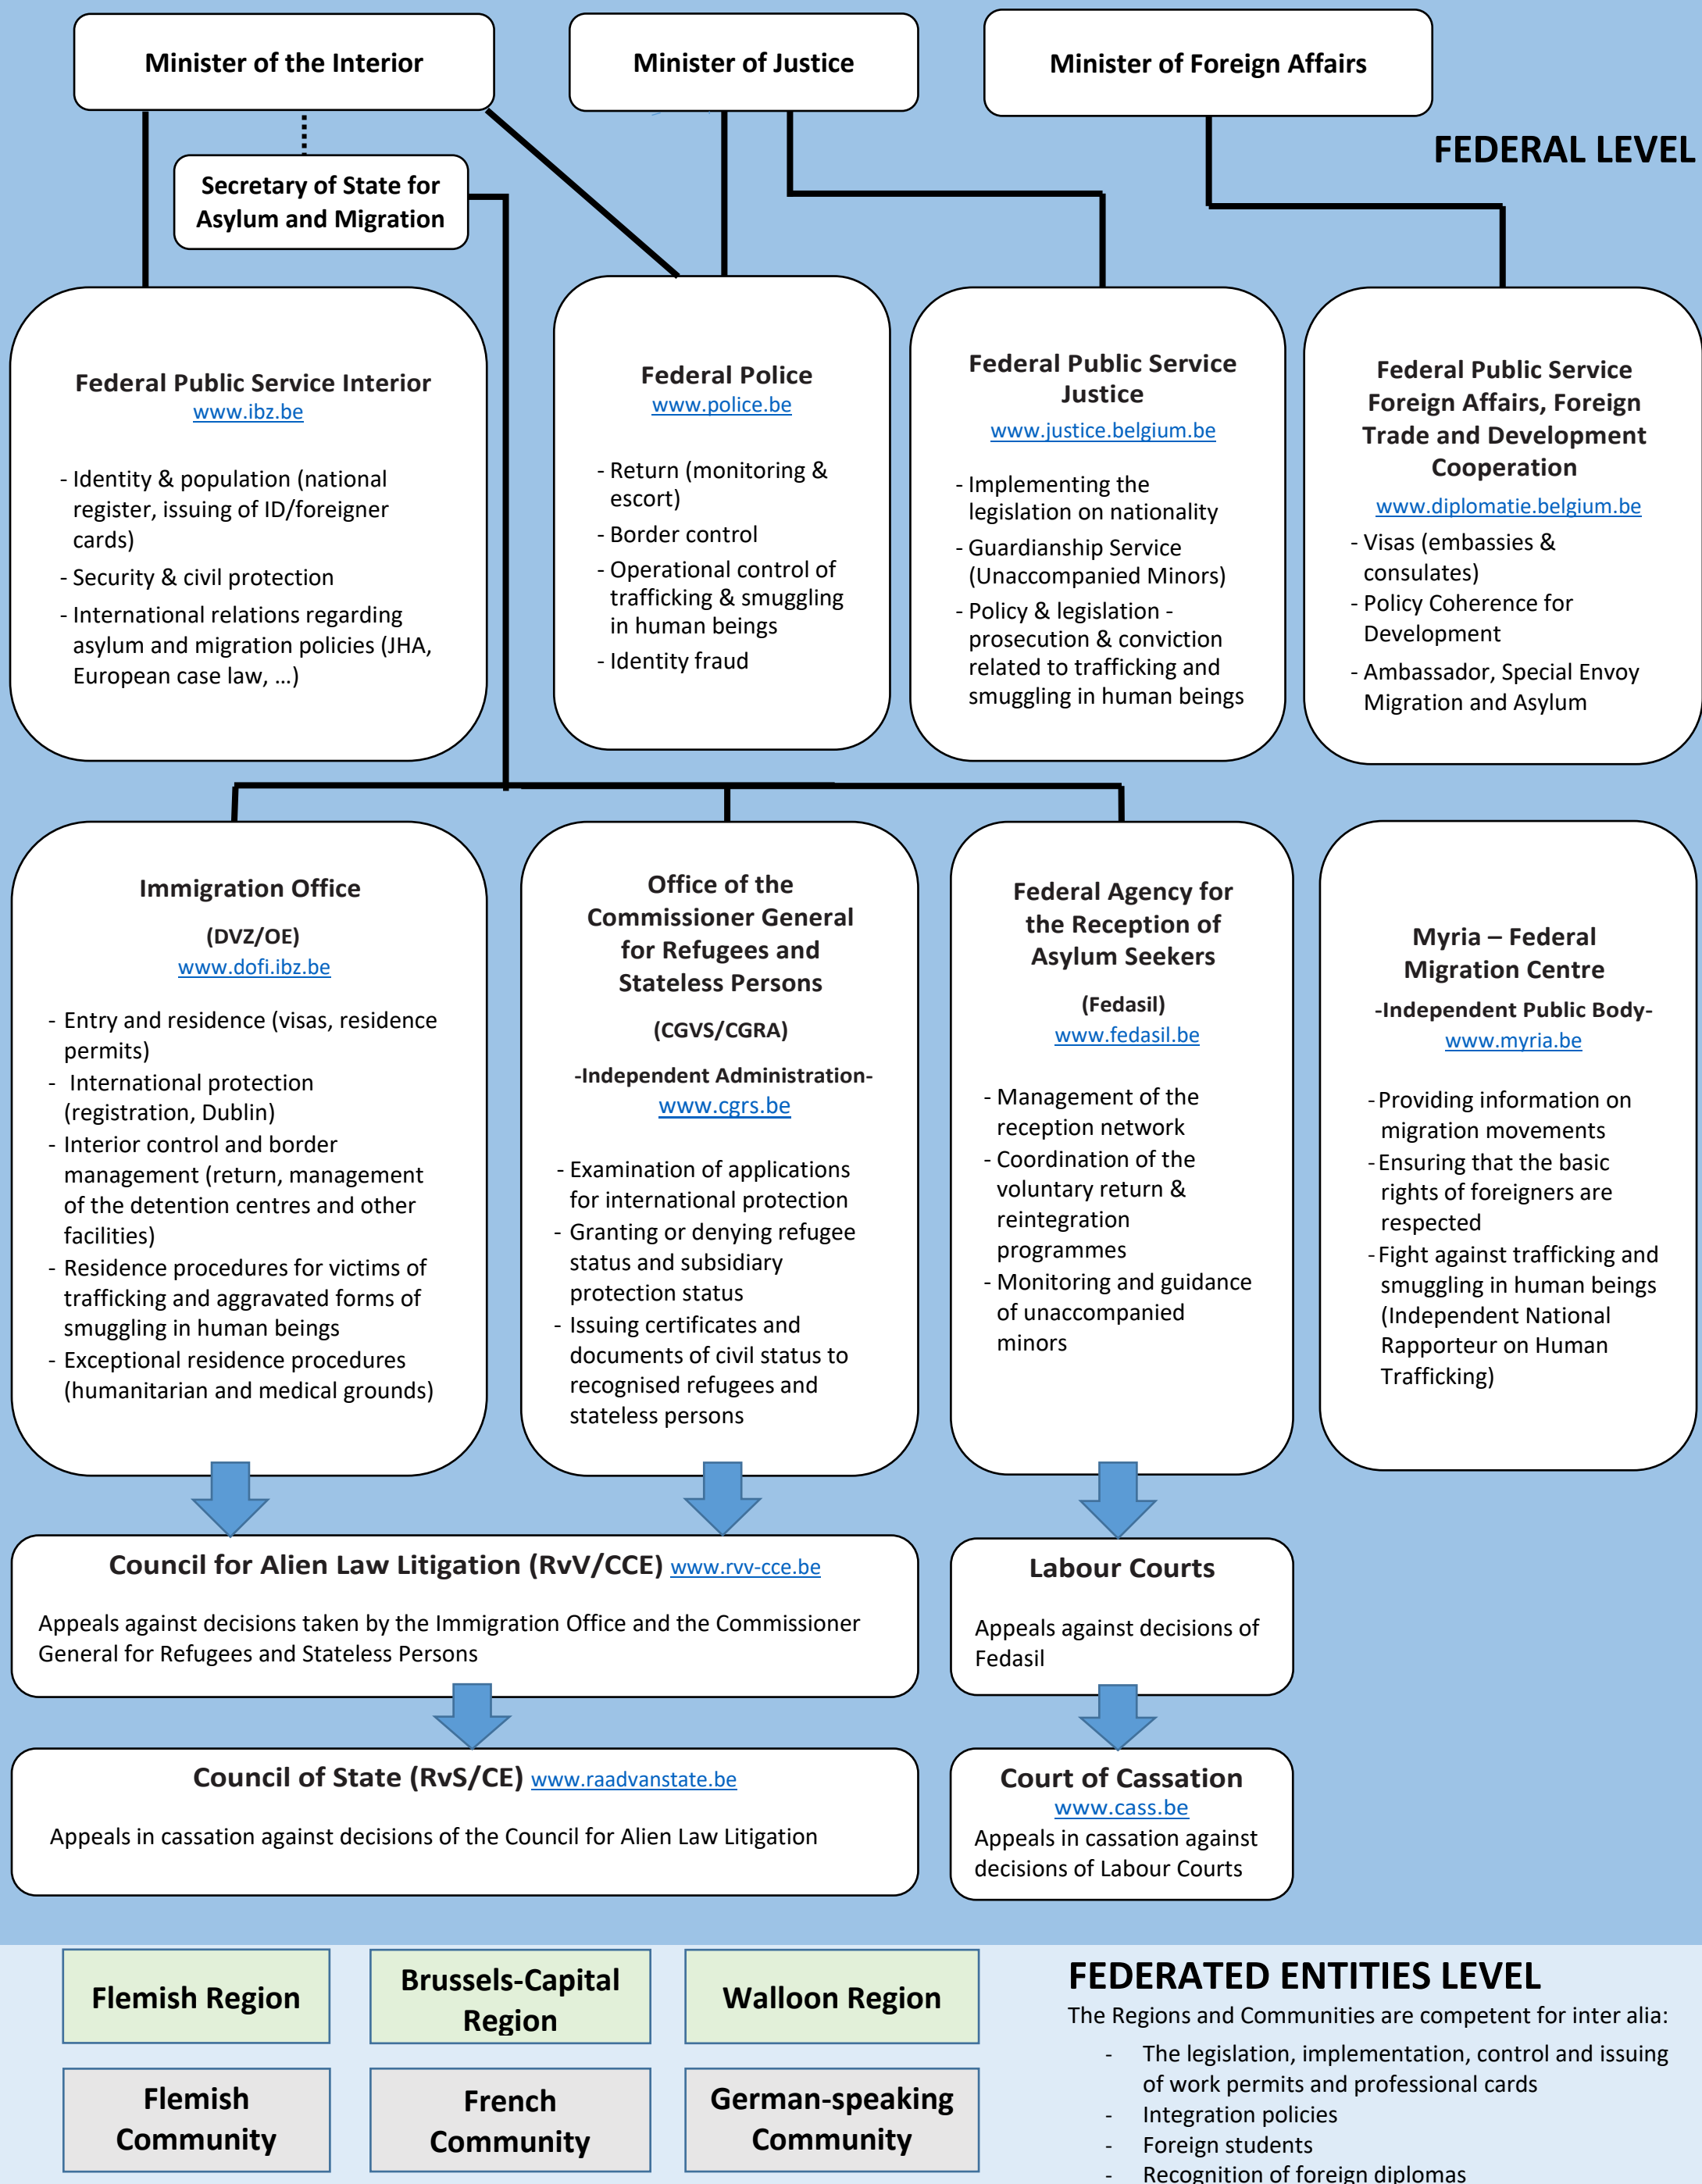 Minister of the Interior
Minister of Justice
Minister of Foreign Affairs
FEDERAL LEVEL
Secretary of State for
Asylum and Migration
Federal Public Service Interior
www.ibz.be
- Identity & population (national
register, issuing of ID/foreigner
cards)
- Security & civil protection
- International relations regarding
asylum and migration policies (JHA,
European case law, …)
Federal Police
www.police.be
- Return (monitoring &
escort)
- Border control
- Operational control of
trafficking & smuggling
in human beings
- Identity fraud
Federal Public Service
Justice
www.justice.belgium.be
- Implementing the
legislation on nationality
- Guardianship Service
(Unaccompanied Minors)
- Policy & legislation -
prosecution & conviction
related to trafficking and
smuggling in human beings
Federal Public Service
Foreign Affairs, Foreign
Trade and Development
Cooperation
www.diplomatie.belgium.be
- Visas (embassies &
consulates)
- Policy Coherence for
Development
- Ambassador, Special Envoy
Migration and Asylum
Immigration Office
(DVZ/OE)
www.dofi.ibz.be
- Entry and residence (visas, residence
permits)
- International protection
(registration, Dublin)
- Interior control and border
management (return, management
of the detention centres and other
facilities)
- Residence procedures for victims of
trafficking and aggravated forms of
smuggling in human beings
- Exceptional residence procedures
(humanitarian and medical grounds)
Office of the
Commissioner General
for Refugees and
Stateless Persons
(CGVS/CGRA)
-Independent Administration-
www.cgrs.be
- Examination of applications
for international protection
- Granting or denying refugee
status and subsidiary
protection status
- Issuing certificates and
documents of civil status to
recognised refugees and
stateless persons
Federal Agency for
the Reception of
Asylum Seekers
(Fedasil)
www.fedasil.be
- Management of the
reception network
- Coordination of the
voluntary return &
reintegration
programmes
- Monitoring and guidance
of unaccompanied
minors
Myria – Federal
Migration Centre
-Independent Public Body-
www.myria.be
- Providing information on
migration movements
- Ensuring that the basic
rights of foreigners are
respected
- Fight against trafficking and
smuggling in human beings
(Independent National
Rapporteur on Human
Trafficking)
Council for Alien Law Litigation (RvV/CCE) www.rvv-cce.be
Appeals against decisions taken by the Immigration Office and the Commissioner
General for Refugees and Stateless Persons
Labour Courts
Appeals against decisions of
Fedasil
Council of State (RvS/CE) www.raadvanstate.be
Appeals in cassation against decisions of the Council for Alien Law Litigation
Court of Cassation
www.cass.be
Appeals in cassation against
decisions of Labour Courts
Flemish Region
Brussels-Capital
Region
Walloon Region
Flemish
Community
French
Community
German-speaking
Community
FEDERATED ENTITIES LEVEL
The Regions and Communities are competent for inter alia:
- The legislation, implementation, control and issuing
of work permits and professional cards
- Integration policies
- Foreign students
- Recognition of foreign diplomas